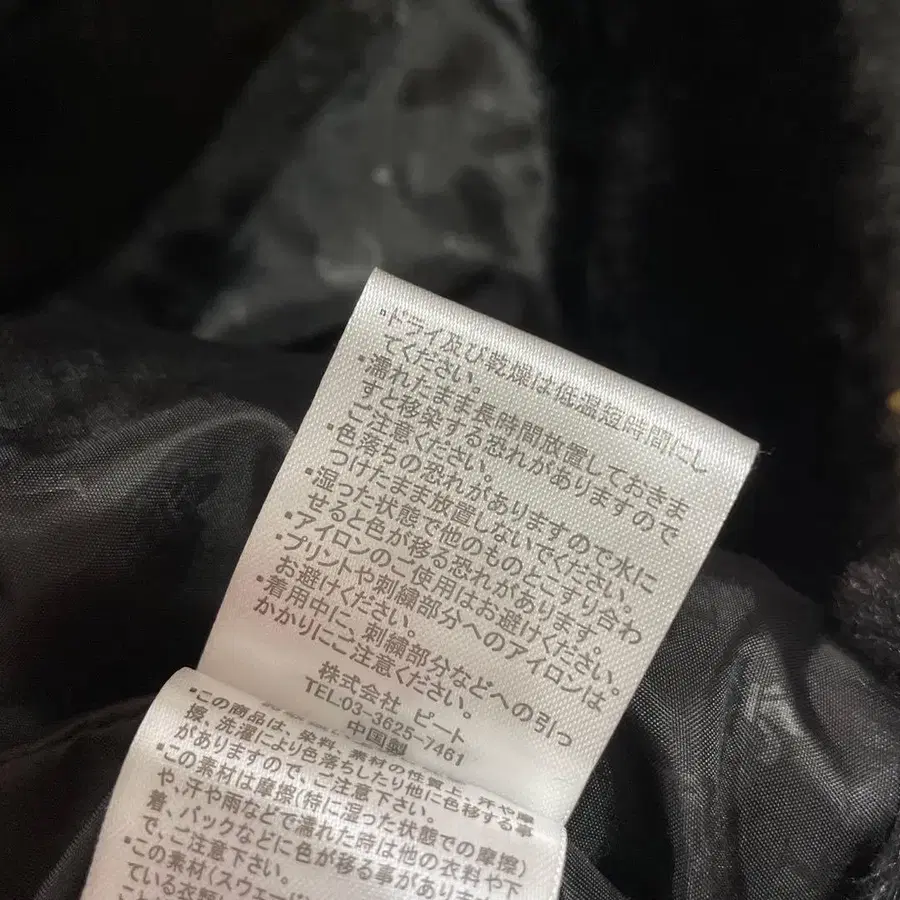 ・ドライ及び乾燥は低温短時間にし
てください。
・濡れたまま長時間放置しておきま
すと移染する恐れがありますので
ご注意ください。
・色落ちの恐れがありますので水に
つけたまま放置しないでください。
・湿った状態で他のものとこすり合わ
せると色が移る恐れがあります。
・アイロンのご使用はお避けください。
・プリントや刺繍部分へのアイロンは
お避けください。
・着用中に、刺繍部分などへの引っ
かかりにご注意ください。
株式会社 ビート
TEL.03-3625-7461
中国製
・この商品は、染料、素材の性質上、汗や摩
擦、洗濯により色落ちしたり他に色移する事
がありますので、ご注意下さい。
・この素材は摩擦(特に湿った状態での摩擦)
や、汗や雨などで濡れた時は他の衣料や下
着、バックなどに色が移る事がありま
で、ご注意下さい。
・この素材(スウェー
ている衣服